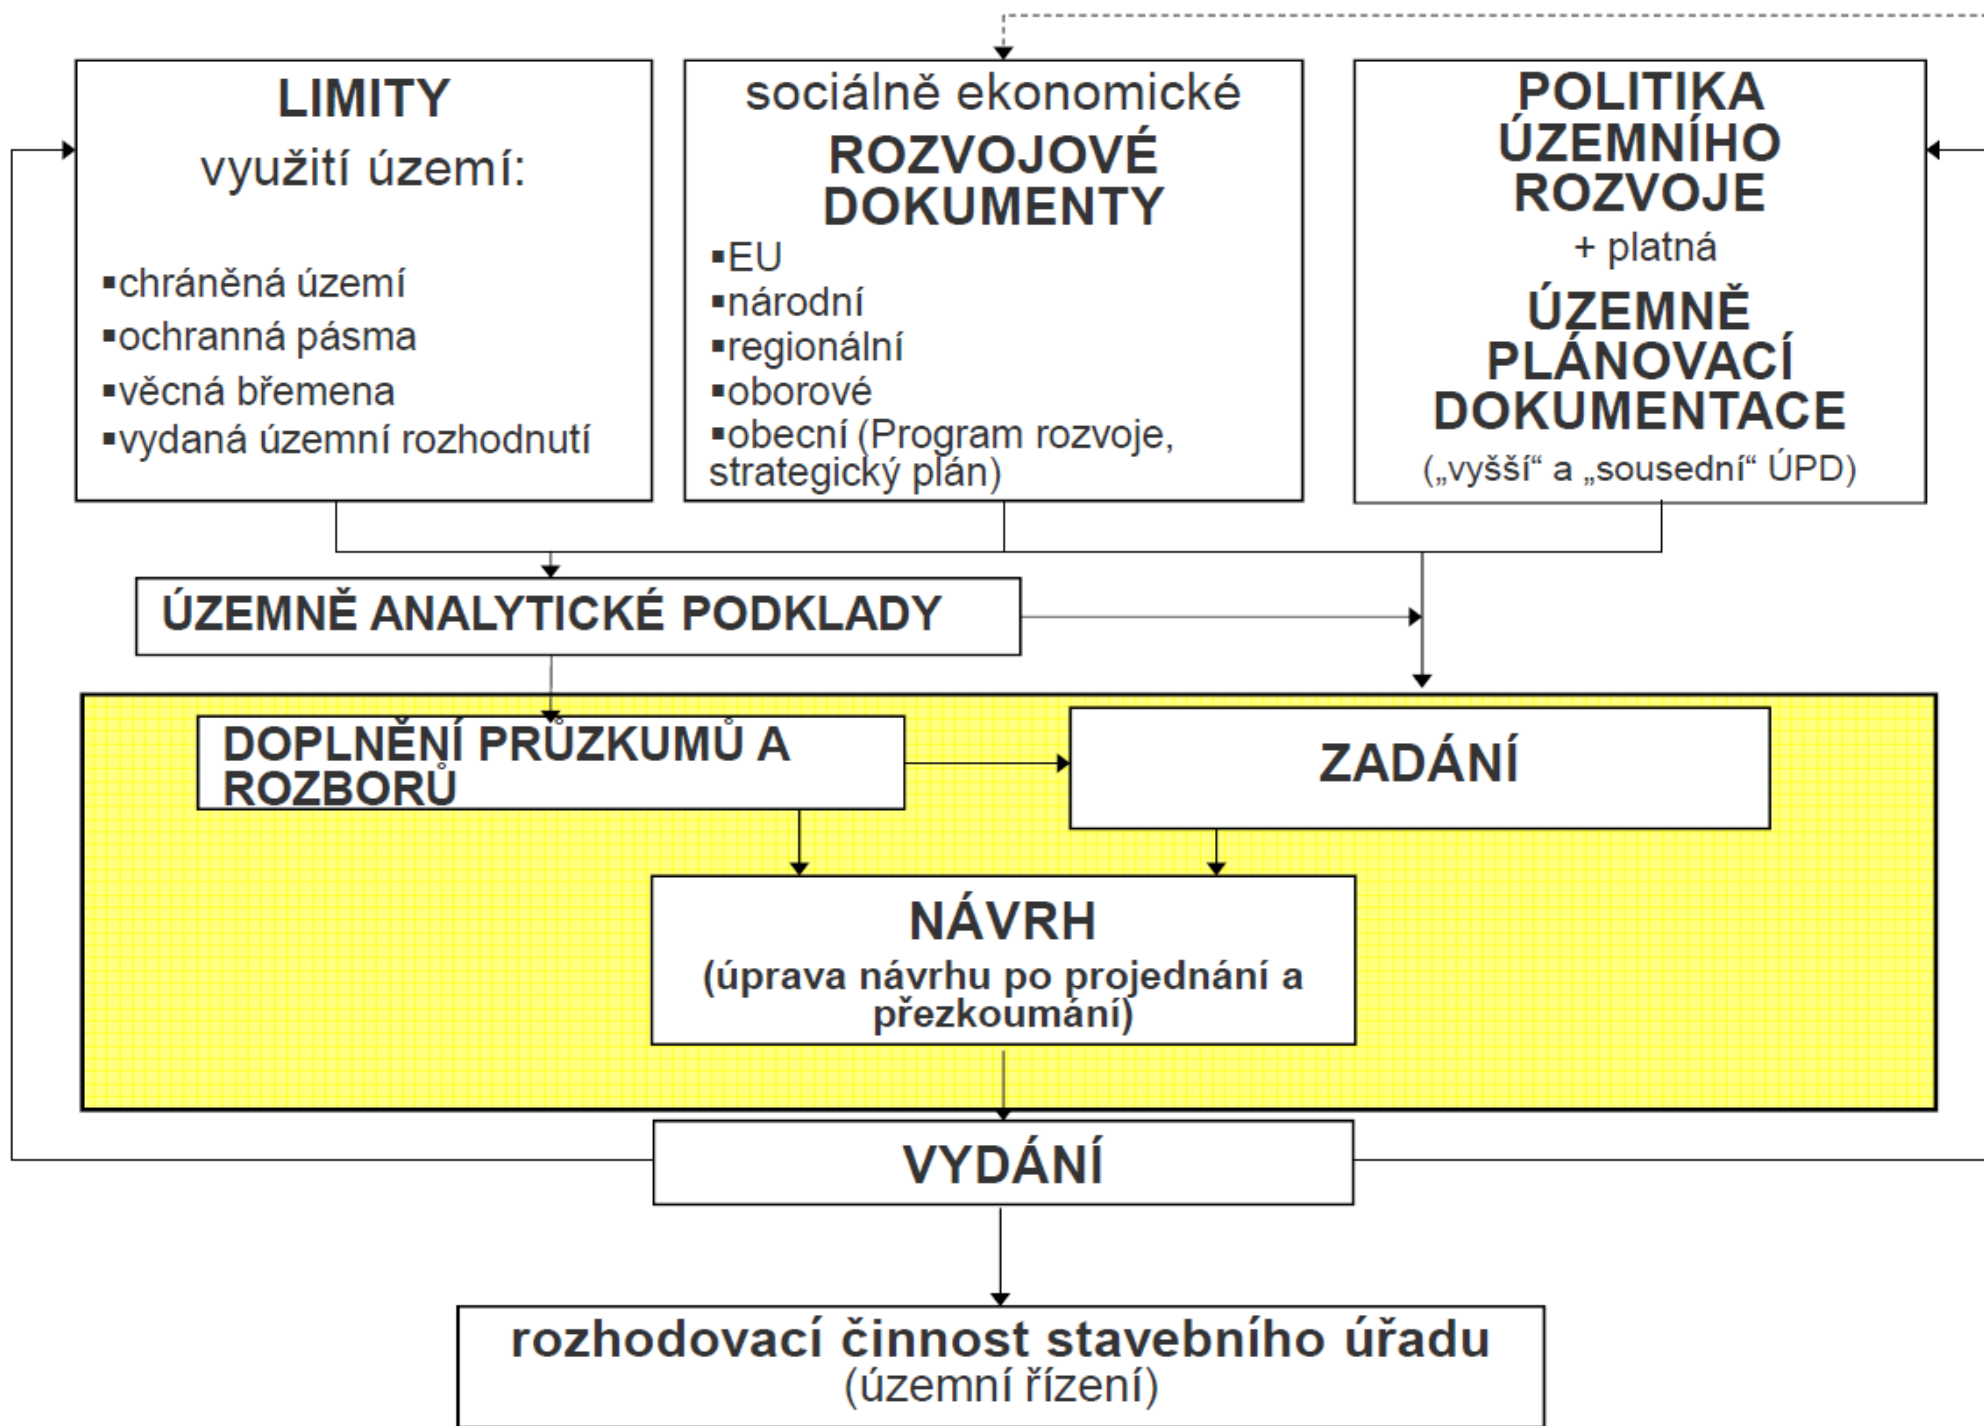 LIMITY
využití území:
▪chráněná území
▪ochranná pásma
▪věcná břemena
▪vydaná územní rozhodnutí
sociálně ekonomické
ROZVOJOVÉ
DOKUMENTY
▪EU
▪národní
▪regionální
▪oborové
▪obecní (Program rozvoje,
strategický plán)
POLITIKA
ÚZEMNÍHO
ROZVOJE
+ platná
ÚZEMNĚ
PLÁNOVACÍ
DOKUMENTACE
(„vyšší“ a „sousední“ ÚPD)
ÚZEMNĚ ANALYTICKÉ PODKLADY
DOPLNĚNÍ PRŮZKUMŮ A
ROZBORŮ
ZADÁNÍ
NÁVRH
(úprava návrhu po projednání a
přezkoumání)
VYDÁNÍ
rozhodovací činnost stavebního úřadu
(územní řízení)